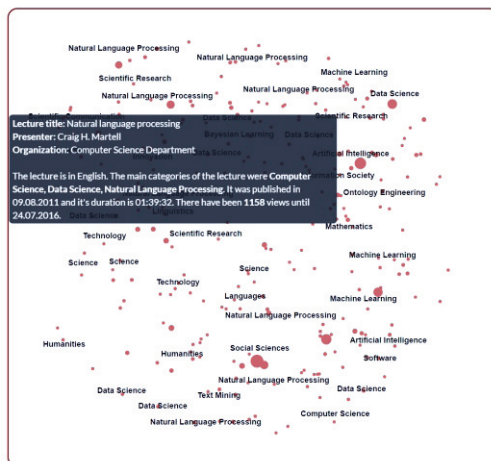 Natural Language Processing
Natural Language Processing
Machine Learning
Scientific Research
Natural Language Processing
Natural Language Processing
Data Science
Data Science
Scientific Research
Lecture title: Natural language processing
Presenter: Craig H. Martell
Bayesian Learning
Data Science
Organization: Computer Science Department
Artificial Intelligence
The lecture is in English. The main categories of the lecture were Computer
Science, Data Science, Natural Language Processing. It was published in
09.08.2011 and it's duration is 01:39:32. There have been 1158 views until
24.07.2016.
Information Society
Ontology Engineering
Data Science
Linguistics
Mathematics
Technology
Scientific Research
Science
Science
Machine Learning
Science
Technology
Languages
Machine Learning
Natural Language Processing
Humanities
Artificial Intelligence
Humanities
Social Sciences
Software
Natural Language Processing
Data Science
Text Mining
Data Science
Data Science
Computer Science
Natural Language Processing